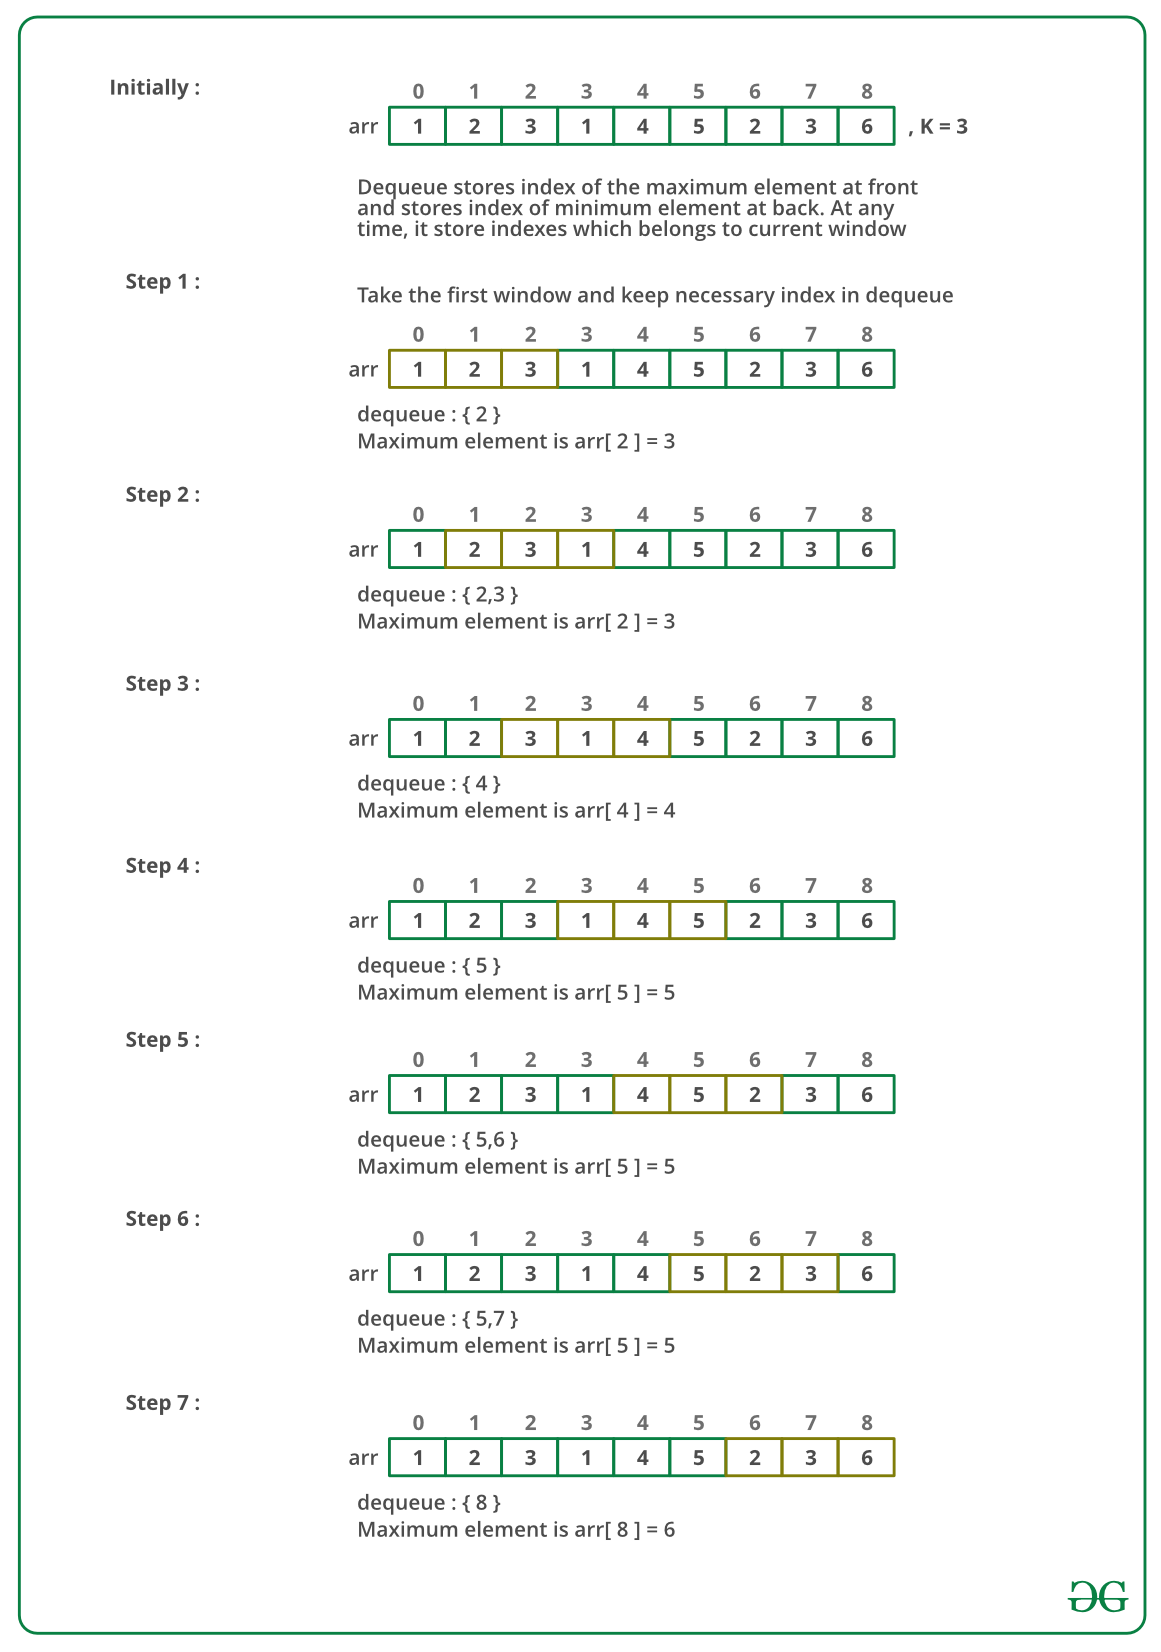 Initially :
0 1 2 3 4 5 6 7 8
arr 1 2 3 1 4 5 2 3 6 , K = 3
Dequeue stores index of the maximum element at front
and stores index of minimum element at back. At any
time, it store indexes which belongs to current window
Step 1 :
Take the first window and keep necessary index in dequeue
0 1 2 3 4 5 6 7 8
arr 1 2 3 1 4 5 2 3 6
dequeue : { 2 }
Maximum element is arr[ 2 ] = 3
Step 2 :
0 1 2 3 4 5 6 7 8
arr 1 2 3 1 4 5 2 3 6
dequeue : { 2,3 }
Maximum element is arr[ 2 ] = 3
Step 3 :
0 1 2 3 4 5 6 7 8
arr 1 2 3 1 4 5 2 3 6
dequeue : { 4 }
Maximum element is arr[ 4 ] = 4
Step 4 :
0 1 2 3 4 5 6 7 8
arr 1 2 3 1 4 5 2 3 6
dequeue : { 5 }
Maximum element is arr[ 5 ] = 5
Step 5 :
0 1 2 3 4 5 6 7 8
arr 1 2 3 1 4 5 2 3 6
dequeue : { 5,6 }
Maximum element is arr[ 5 ] = 5
Step 6 :
0 1 2 3 4 5 6 7 8
arr 1 2 3 1 4 5 2 3 6
dequeue : { 5,7 }
Maximum element is arr[ 5 ] = 5
Step 7 :
0 1 2 3 4 5 6 7 8
arr 1 2 3 1 4 5 2 3 6
dequeue : { 8 }
Maximum element is arr[ 8 ] = 6